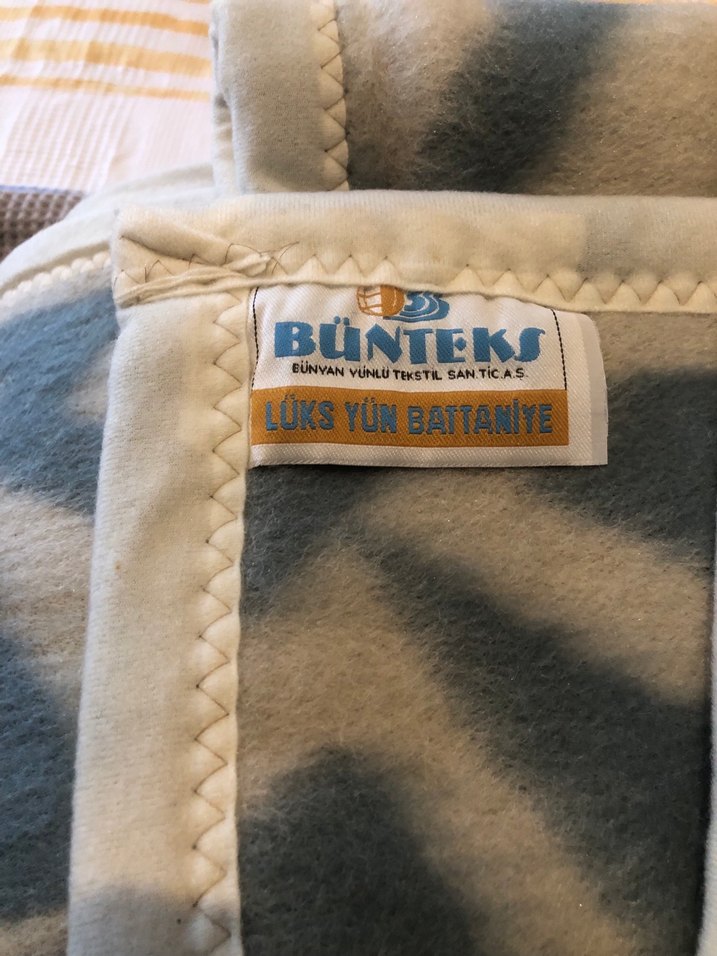 BÜNTEKS
BÜNYAN YÜNLÜ TEKSTİL SAN.TİC.A.Ş.
LÜKS YÜN BATTANİYE